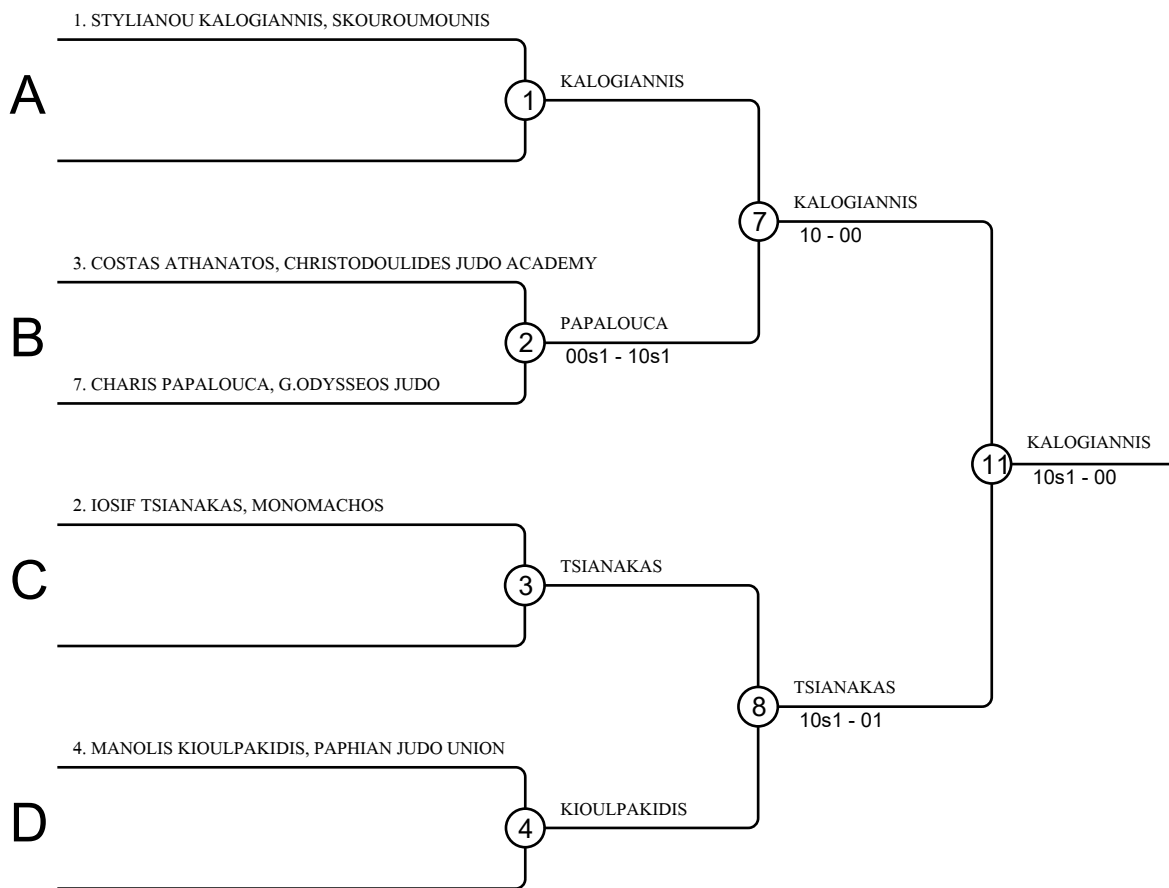 1. STYLIANOU KALOGIANNIS, SKOUROUMOUNIS
A
1
KALOGIANNIS
7
KALOGIANNIS
10 - 00
3. COSTAS ATHANATOS, CHRISTODOULIDES JUDO ACADEMY
B
2
PAPALOUCA
00s1 - 10s1
7. CHARIS PAPALOUCA, G.ODYSSEOS JUDO
11
KALOGIANNIS
10s1 - 00
2. IOSIF TSIANAKAS, MONOMACHOS
C
3
TSIANAKAS
8
TSIANAKAS
10s1 - 01
4. MANOLIS KIOULPAKIDIS, PAPHIAN JUDO UNION
D
4
KIOULPAKIDIS